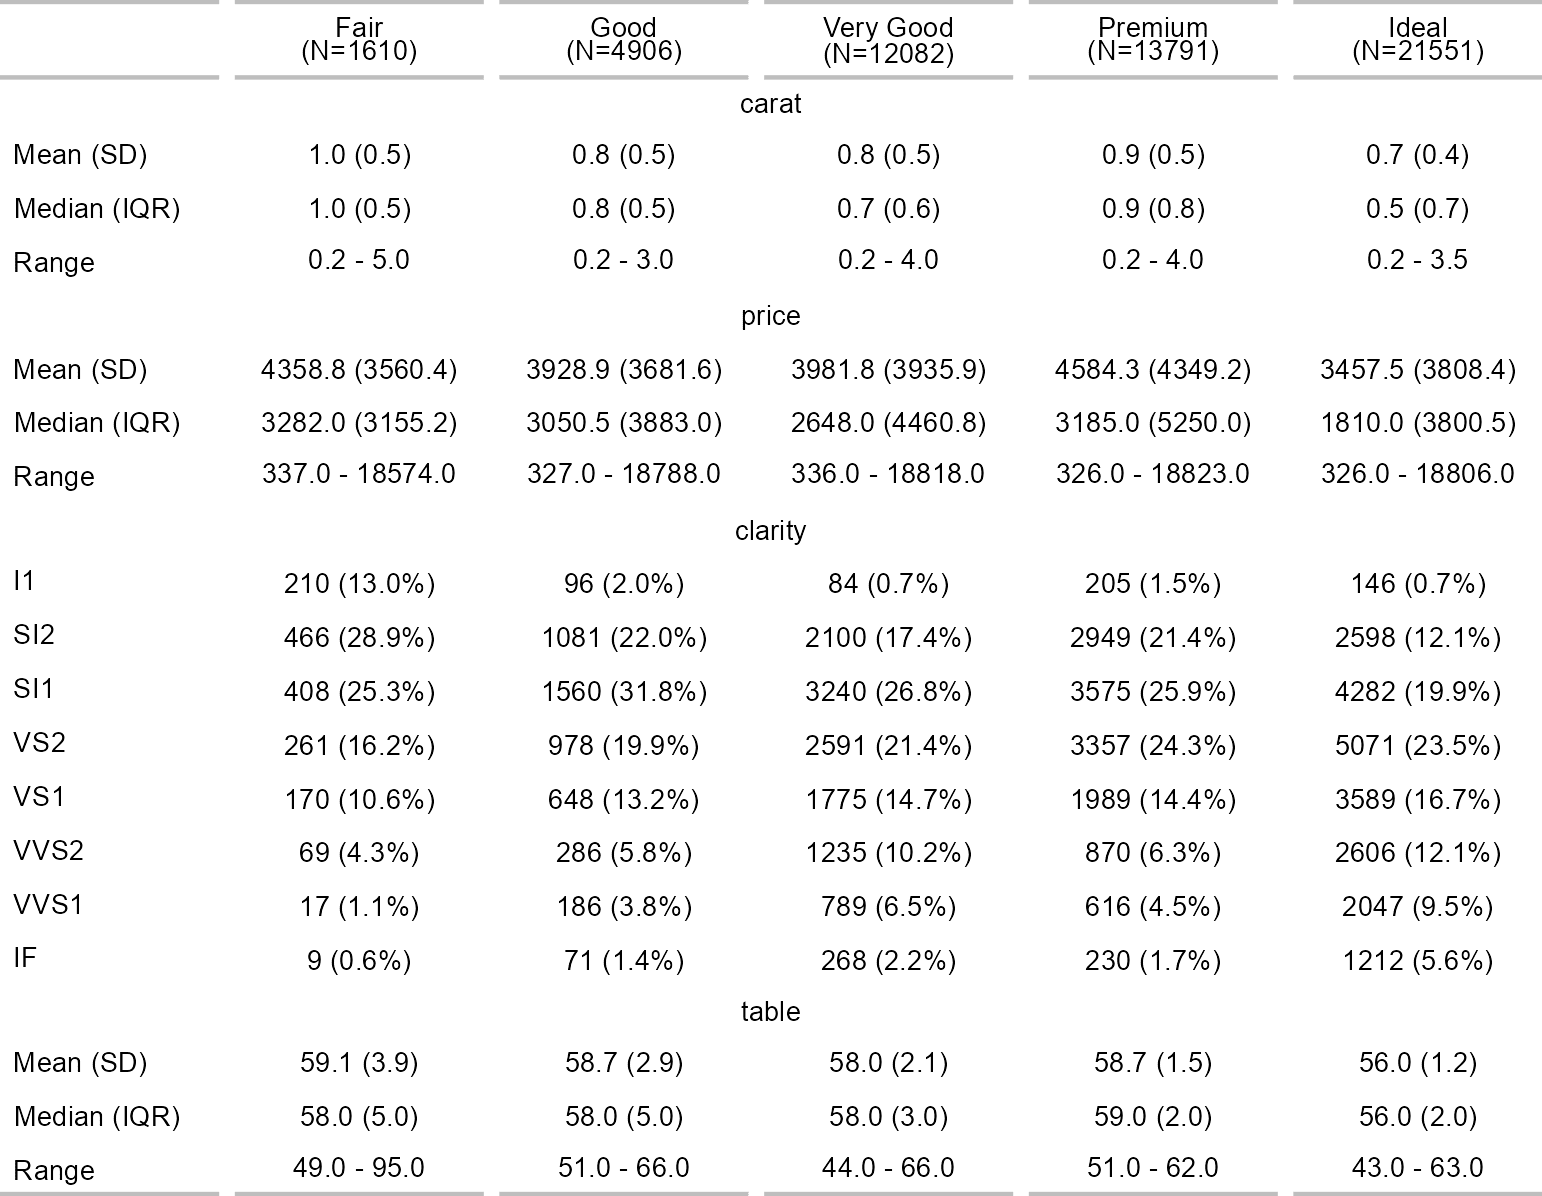 Fair Good Very Good Premium Ideal
(N=1610) (N=4906) (N=12082) (N=13791) (N=21551)
carat
Mean (SD) 1.0 (0.5) 0.8 (0.5) 0.8 (0.5) 0.9 (0.5) 0.7 (0.4)
Median (IQR) 1.0 (0.5) 0.8 (0.5) 0.7 (0.6) 0.9 (0.8) 0.5 (0.7)
Range 0.2 - 5.0 0.2 - 3.0 0.2 - 4.0 0.2 - 4.0 0.2 - 3.5
price
Mean (SD) 4358.8 (3560.4) 3928.9 (3681.6) 3981.8 (3935.9) 4584.3 (4349.2) 3457.5 (3808.4)
Median (IQR) 3282.0 (3155.2) 3050.5 (3883.0) 2648.0 (4460.8) 3185.0 (5250.0) 1810.0 (3800.5)
Range 337.0 - 18574.0 327.0 - 18788.0 336.0 - 18818.0 326.0 - 18823.0 326.0 - 18806.0
clarity
I1 210 (13.0%) 96 (2.0%) 84 (0.7%) 205 (1.5%) 146 (0.7%)
SI2 466 (28.9%) 1081 (22.0%) 2100 (17.4%) 2949 (21.4%) 2598 (12.1%)
SI1 408 (25.3%) 1560 (31.8%) 3240 (26.8%) 3575 (25.9%) 4282 (19.9%)
VS2 261 (16.2%) 978 (19.9%) 2591 (21.4%) 3357 (24.3%) 5071 (23.5%)
VS1 170 (10.6%) 648 (13.2%) 1775 (14.7%) 1989 (14.4%) 3589 (16.7%)
VVS2 69 (4.3%) 286 (5.8%) 1235 (10.2%) 870 (6.3%) 2606 (12.1%)
VVS1 17 (1.1%) 186 (3.8%) 789 (6.5%) 616 (4.5%) 2047 (9.5%)
IF 9 (0.6%) 71 (1.4%) 268 (2.2%) 230 (1.7%) 1212 (5.6%)
table
Mean (SD) 59.1 (3.9) 58.7 (2.9) 58.0 (2.1) 58.7 (1.5) 56.0 (1.2)
Median (IQR) 58.0 (5.0) 58.0 (5.0) 58.0 (3.0) 59.0 (2.0) 56.0 (2.0)
Range 49.0 - 95.0 51.0 - 66.0 44.0 - 66.0 51.0 - 62.0 43.0 - 63.0